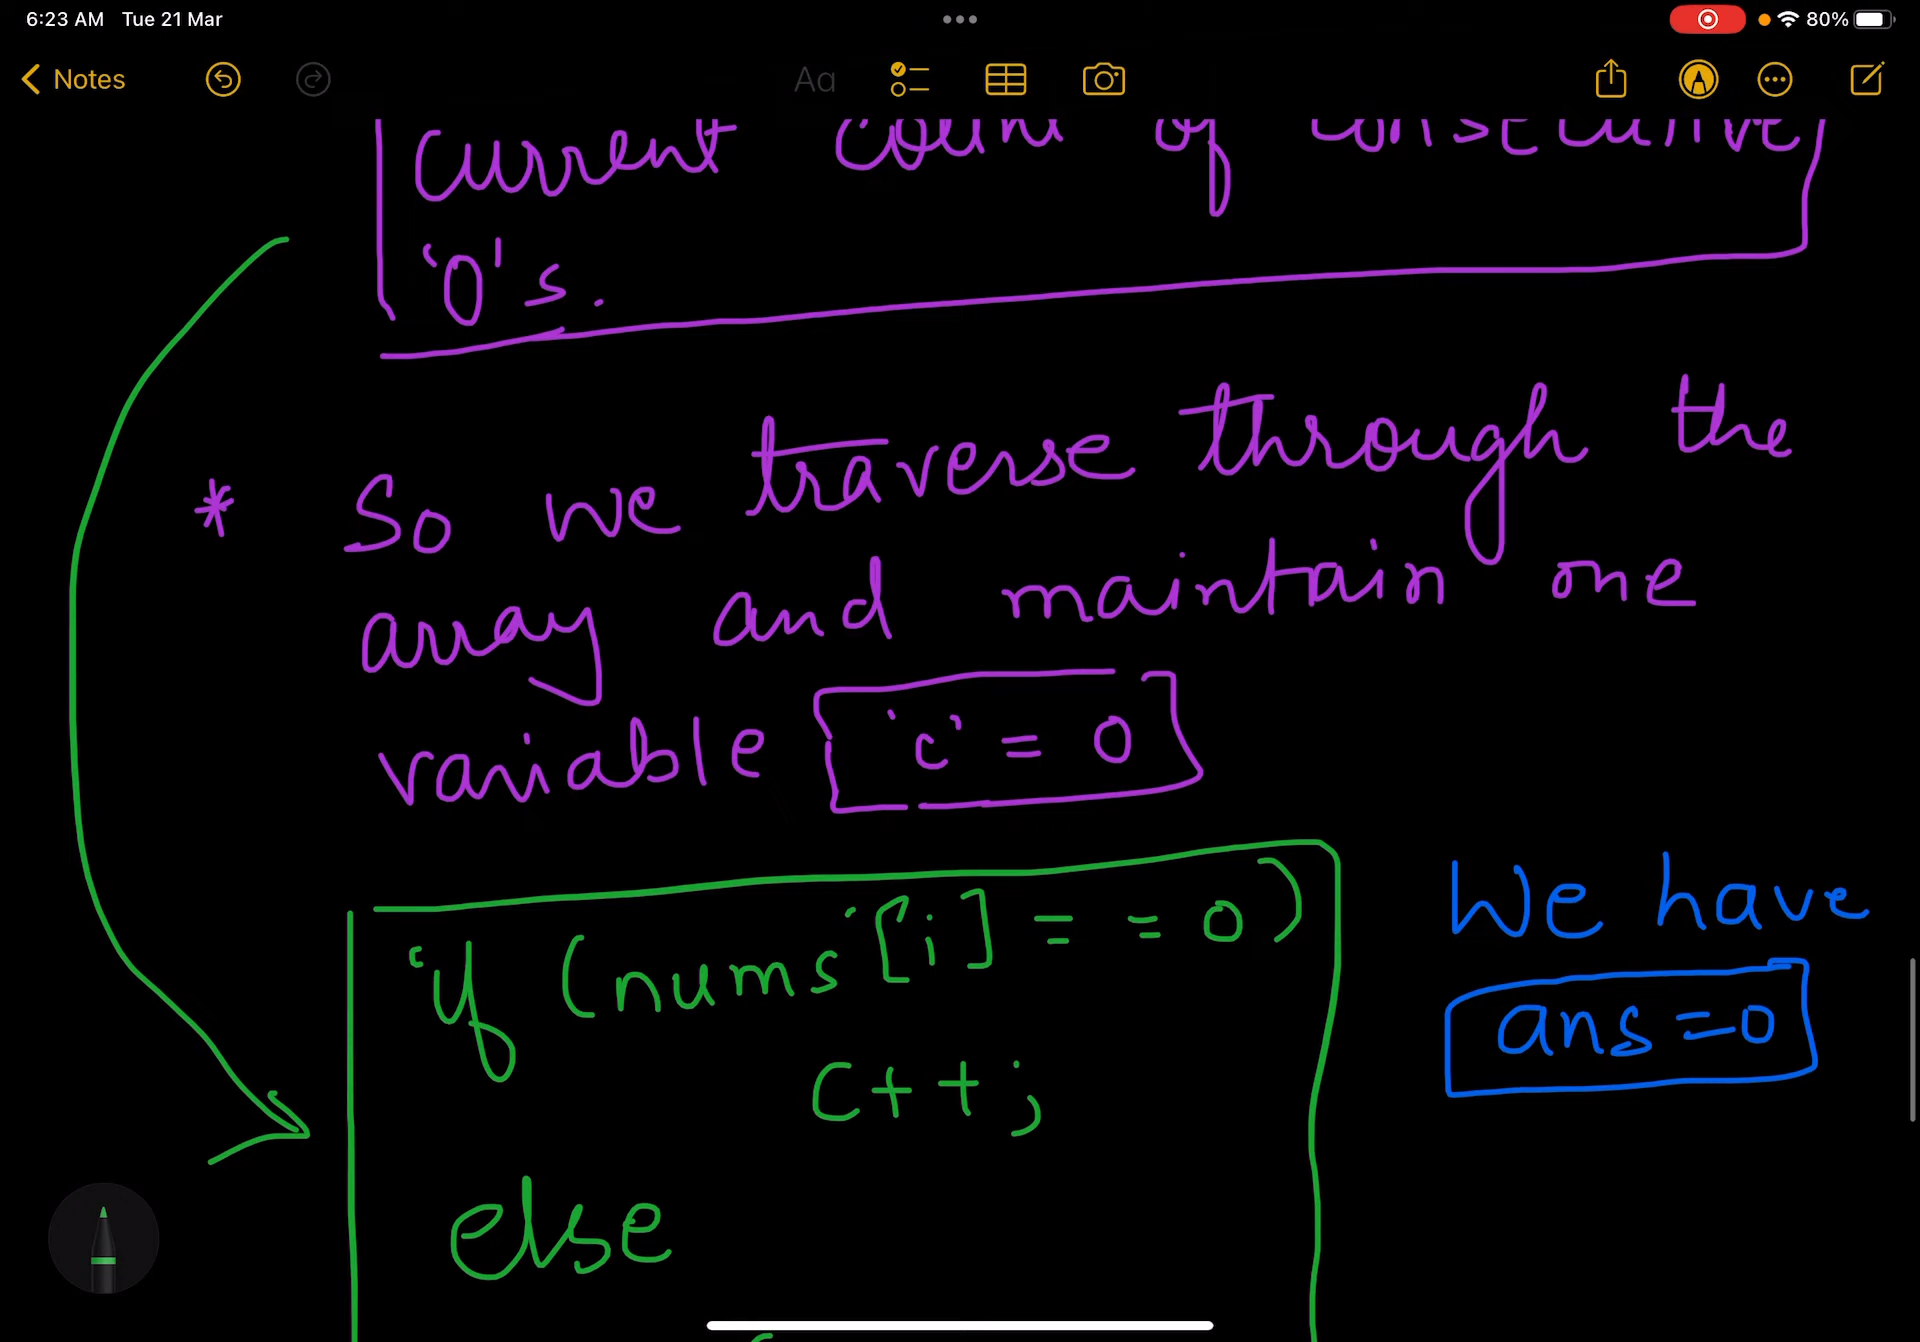 6:23 AM Tue 21 Mar
80%
Notes
Aa
current count of consecutive
'0's.
* So we traverse through the
array and maintain one
variable 'c' = 0
if (nums[i] == 0)
c++;
else
We have
ans = 0